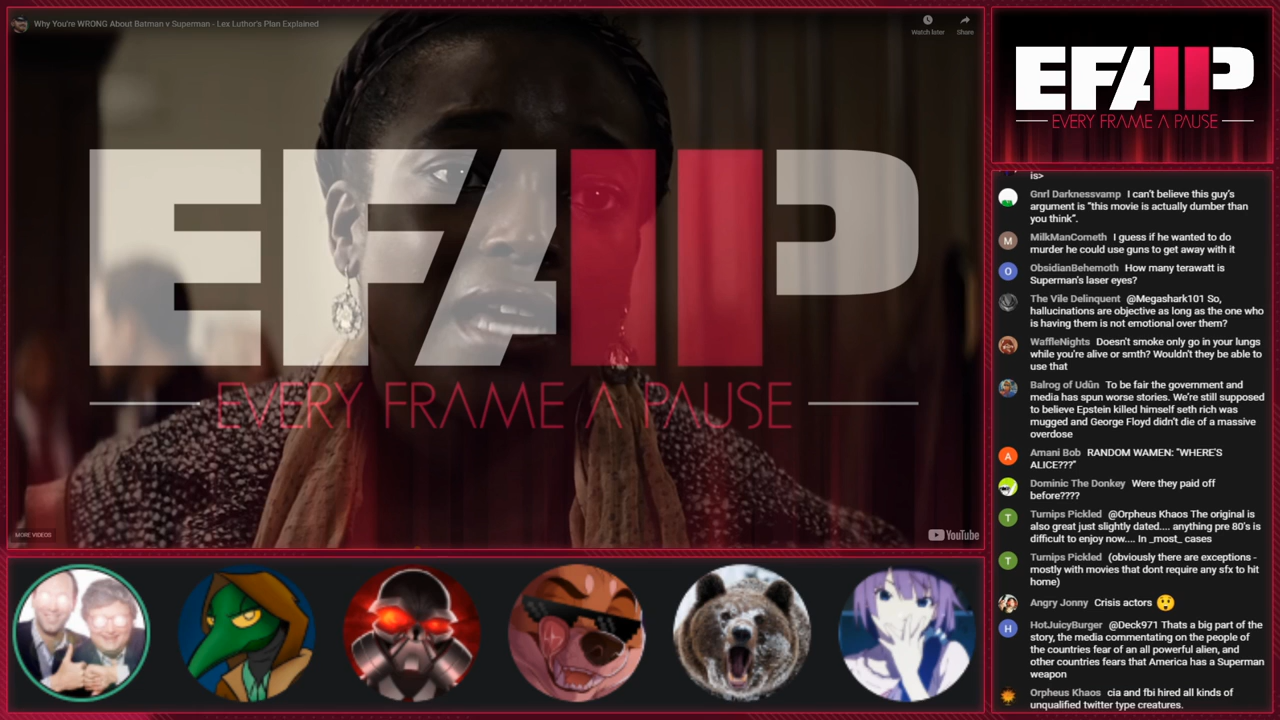 Why You're WRONG About Batman v Superman - Lex Luthor's Plan Explained
Watch later
Share
EFAP
EVERY FRAME A PAUSE
MORE VIDEOS
YouTube
EFAP
EVERY FRAME A PAUSE
is>
Gnrl Darknessvamp I can't believe this guy's
argument is "this movie is actually dumber than
you think".
M
MilkManCometh I guess if he wanted to do
murder he could use guns to get away with it
O
ObsidianBehemoth How many terawatt is
Superman's laser eyes?
The Vile Delinquent @Megashark101 So,
hallucinations are objective as long as the one who
is having them is not emotional over them?
WaffleNights Doesn't smoke only go in your lungs
while you're alive or smth? Wouldn't they be able to
use that
Balrog of Udûn To be fair the government and
media has spun worse stories. We're still supposed
to believe Epstein killed himself seth rich was
mugged and George Floyd didn't die of a massive
overdose
A
Amani Bob RANDOM WAMEN: "WHERE'S
ALICE???"
Dominic The Donkey Were they paid off
before????
T
Turnips Pickled @Orpheus Khaos The original is
also great just slightly dated.... anything pre 80's is
difficult to enjoy now.... In _most_ cases
T
Turnips Pickled (obviously there are exceptions -
mostly with movies that dont require any sfx to hit
home)
Angry Jonny Crisis actors 😲
H
HotJuicyBurger @Deck971 Thats a big part of the
story, the media commentating on the people of
the countries fear of an all powerful alien, and
other countries fears that America has a Superman
weapon
Orpheus Khaos cia and fbi hired all kinds of
unqualified twitter type creatures.